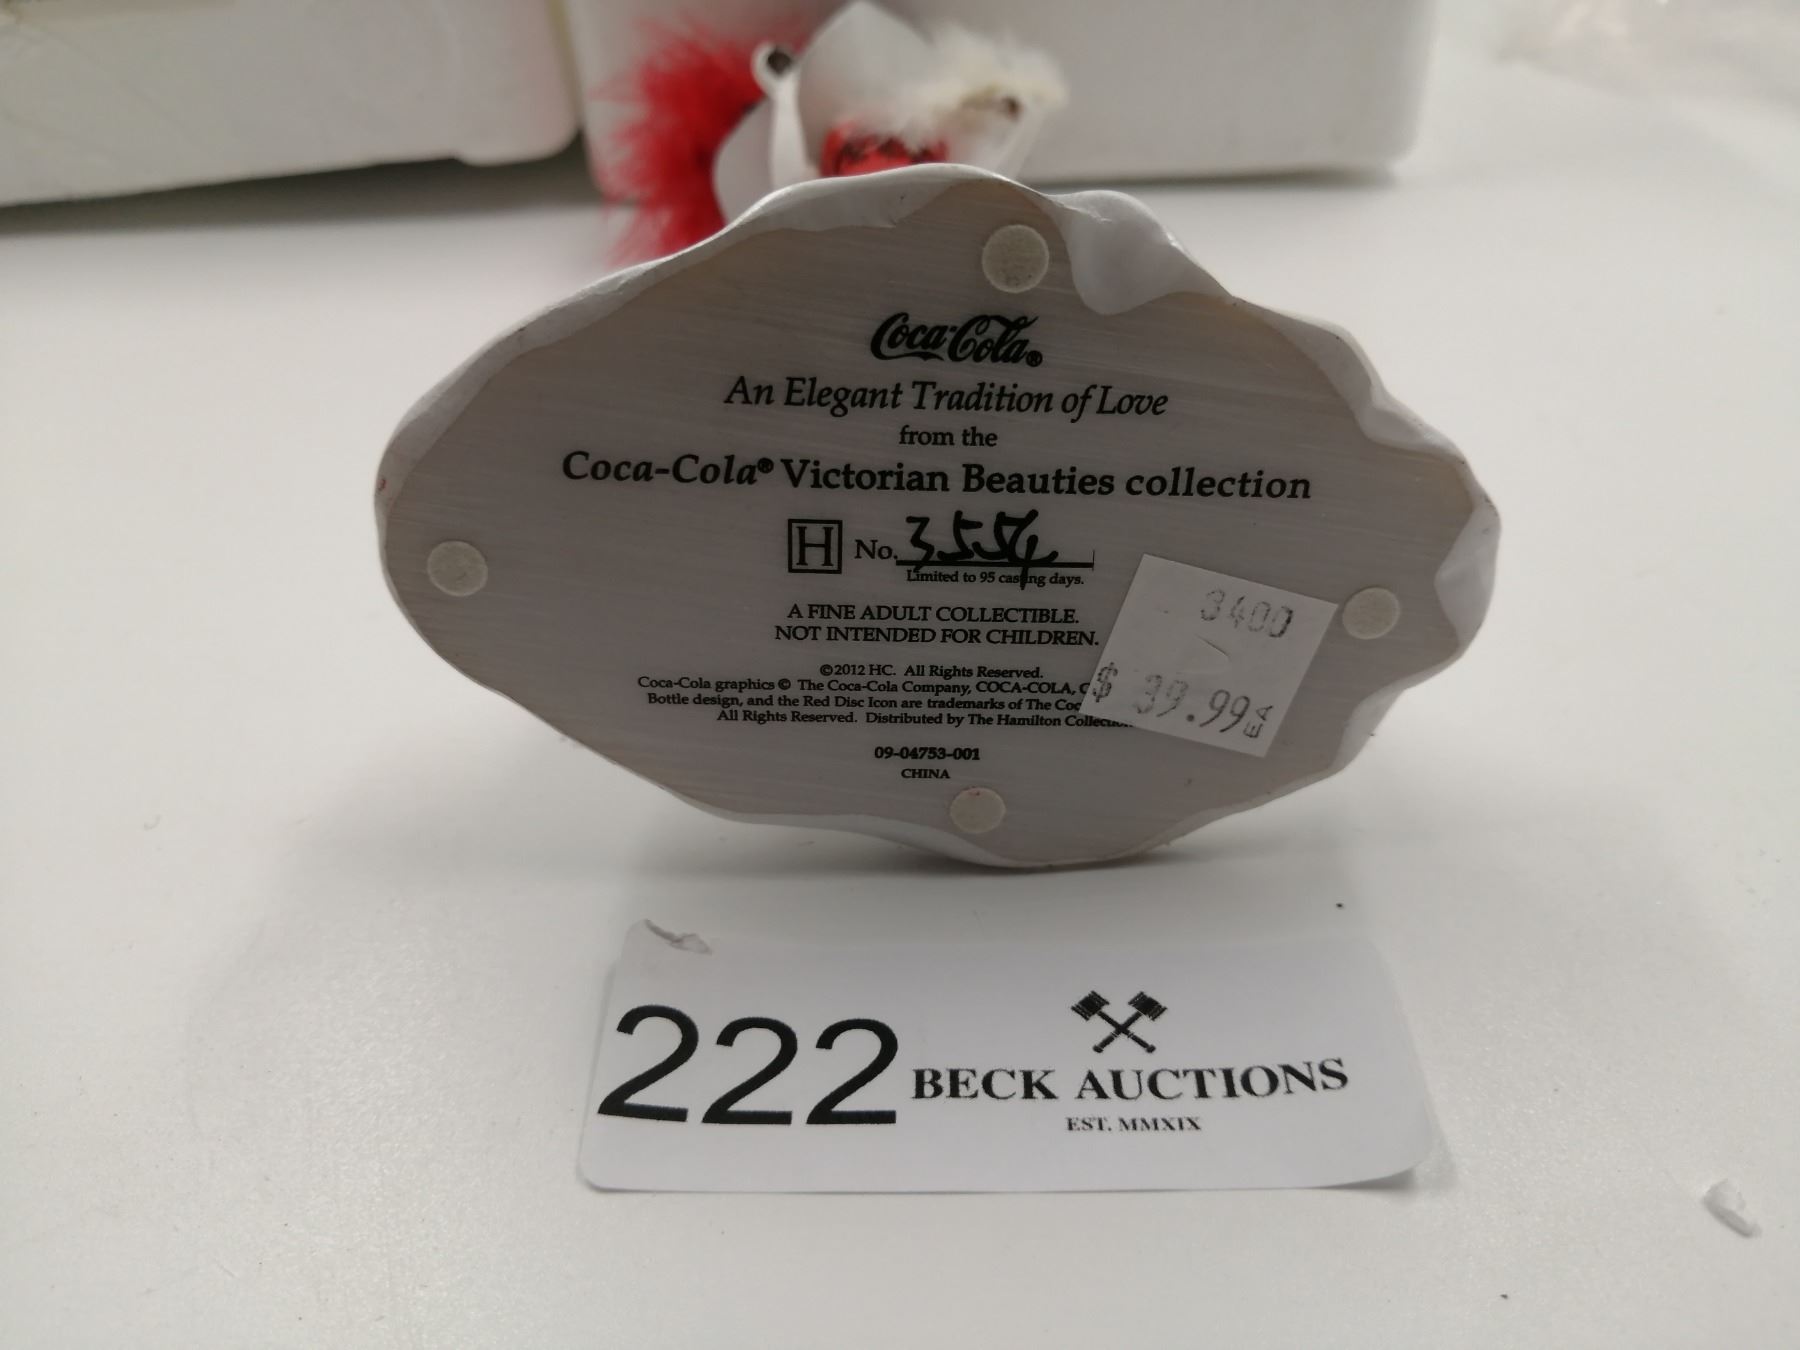 Coca-Cola®
An Elegant Tradition of Love
from the
Coca-Cola® Victorian Beauties collection
H No. 3554
Limited to 95 casting days.
A FINE ADULT COLLECTIBLE.
NOT INTENDED FOR CHILDREN.
©2012 HC. All Rights Reserved.
Coca-Cola graphics © The Coca-Cola Company, COCA-COLA,
Bottle design, and the Red Disc Icon are trademarks of The
All Rights Reserved. Distributed by The Hamilton
09-04753-001
CHINA
3400
$ 39.99 EA
222
BECK AUCTIONS
EST. MMXIX